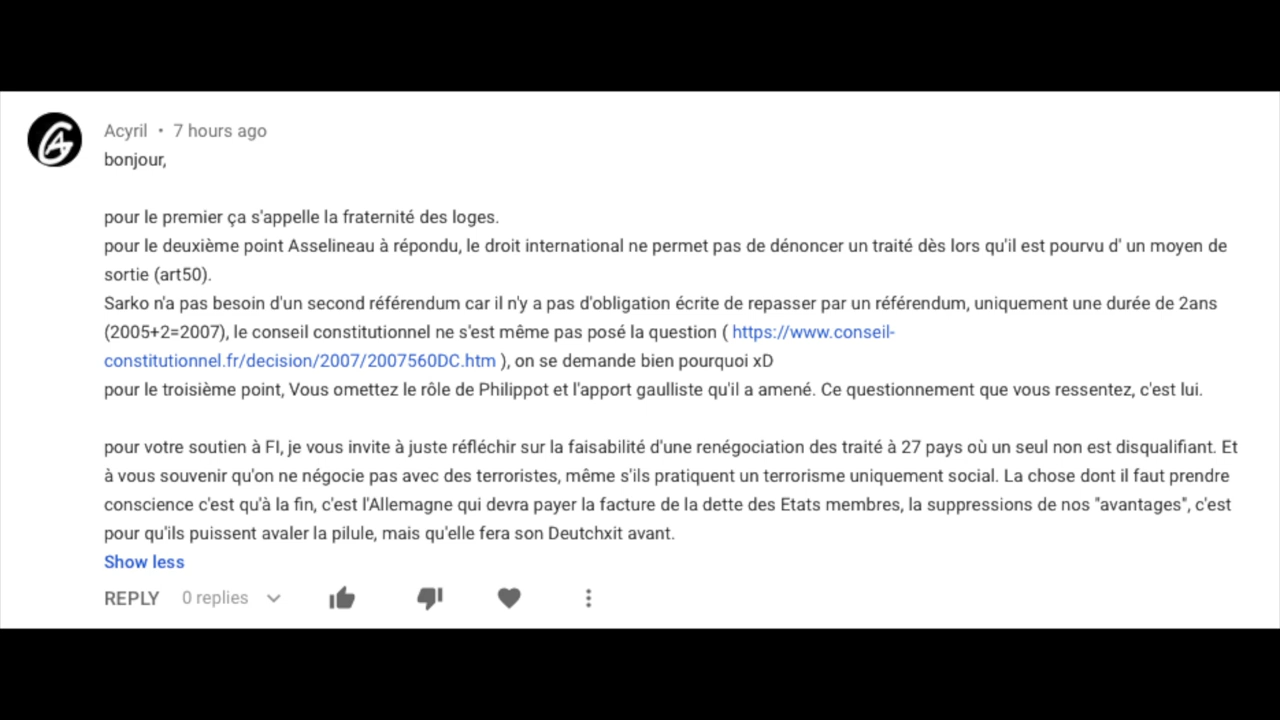 Acyril • 7 hours ago
bonjour,
pour le premier ça s'appelle la fraternité des loges.
pour le deuxième point Asselineau à répondu, le droit international ne permet pas de dénoncer un traité dès lors qu'il est pourvu d' un moyen de
sortie (art50).
Sarko n'a pas besoin d'un second référendum car il n'y a pas d'obligation écrite de repasser par un référendum, uniquement une durée de 2ans
(2005+2=2007), le conseil constitutionnel ne s'est même pas posé la question ( https://www.conseil-
constitutionnel.fr/decision/2007/2007560DC.htm ), on se demande bien pourquoi xD
pour le troisième point, Vous omettez le rôle de Philippot et l'apport gaulliste qu'il a amené. Ce questionnement que vous ressentez, c'est lui.
pour votre soutien à FI, je vous invite à juste réfléchir sur la faisabilité d'une renégociation des traité à 27 pays où un seul non est disqualifiant. Et
à vous souvenir qu'on ne négocie pas avec des terroristes, même s'ils pratiquent un terrorisme uniquement social. La chose dont il faut prendre
conscience c'est qu'à la fin, c'est l'Allemagne qui devra payer la facture de la dette des Etats membres, la suppressions de nos "avantages", c'est
pour qu'ils puissent avaler la pilule, mais qu'elle fera son Deutchxit avant.
Show less
REPLY 0 replies